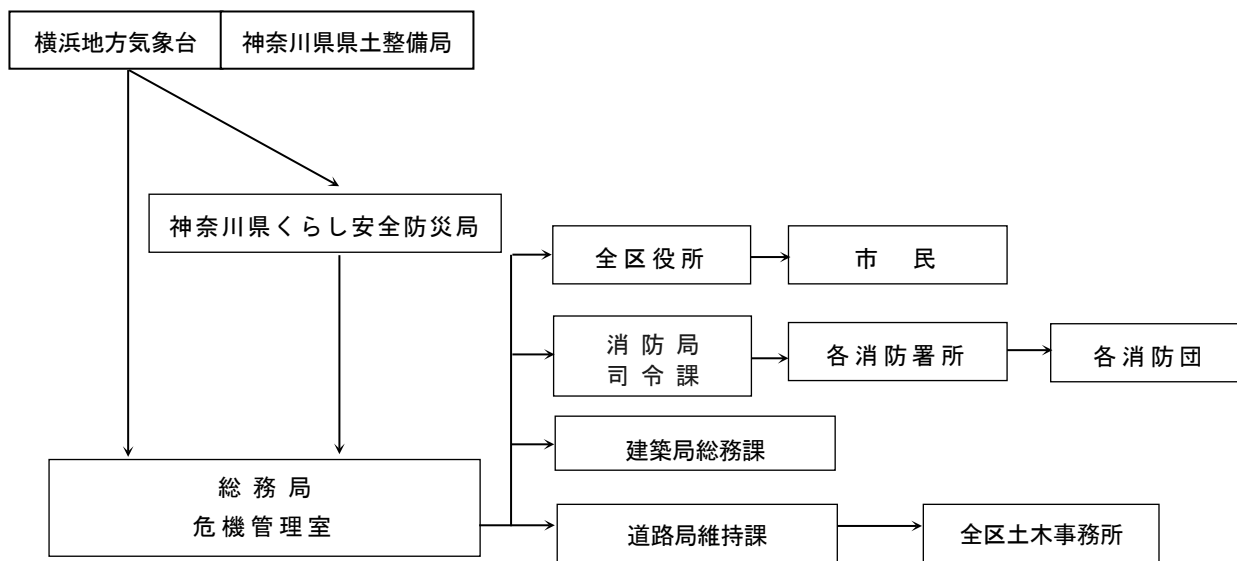 横浜地方気象台
神奈川県県土整備局
神奈川県くらし安全防災局
全区役所
市　民
消防局
司令課
各消防署所
各消防団
建築局総務課
総務局
危機管理室
道路局維持課
全区土木事務所